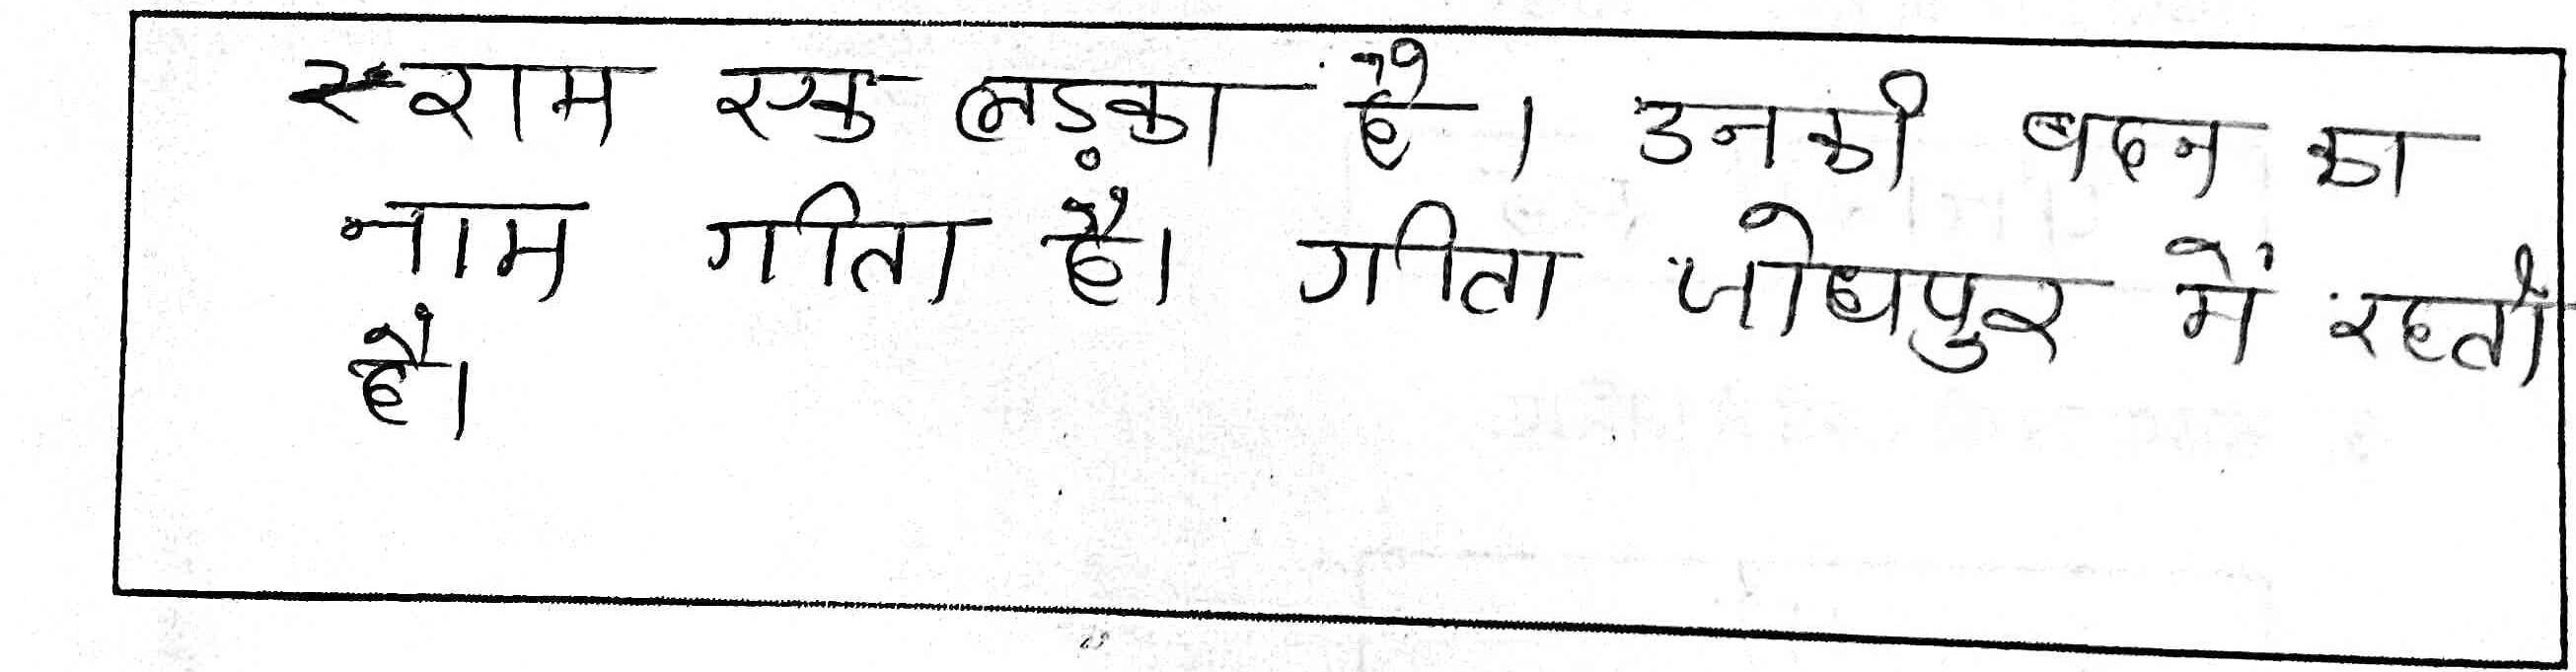 राम एक लड़का है। उनकी बहन का
नाम गीता है। गीता जोधपुर में रहती
है।